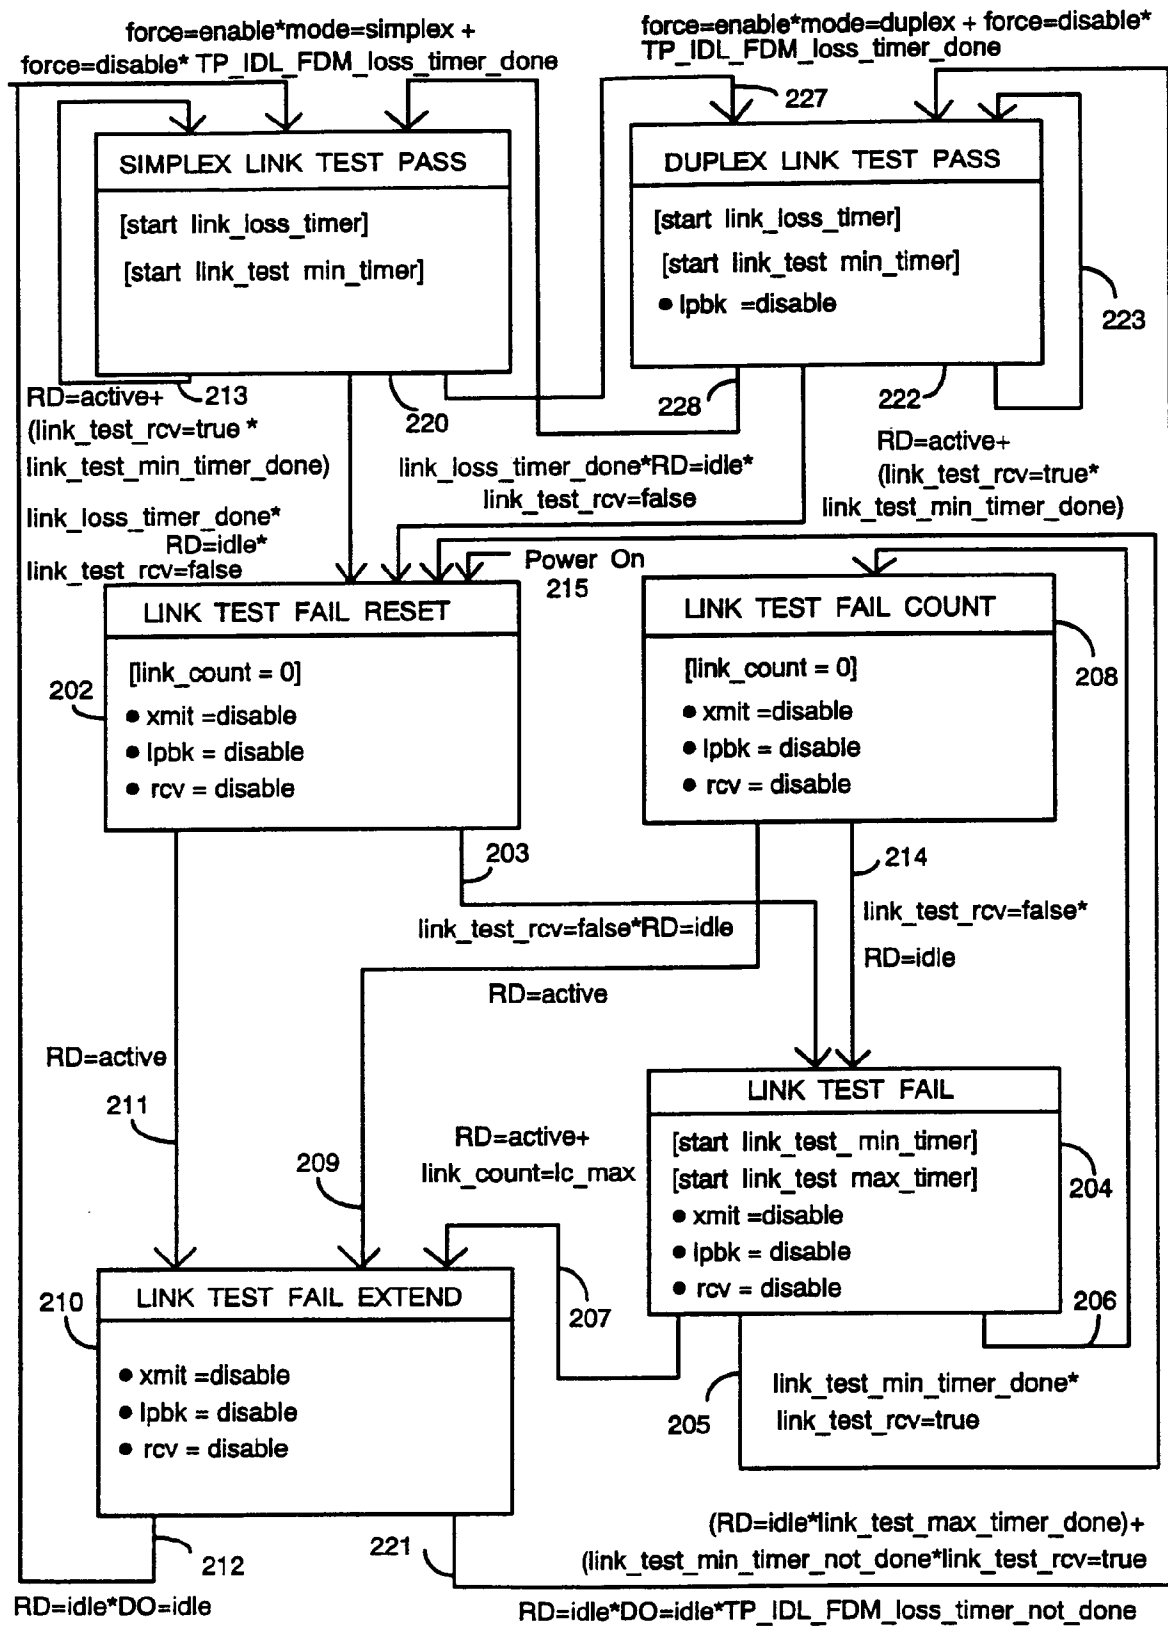 force=enable*mode=simplex +
force=disable* TP_IDL_FDM_loss_timer_done
force=enable*mode=duplex + force=disable*
TP_IDL_FDM_loss_timer_done
227
SIMPLEX LINK TEST PASS
[start link_loss_timer]
[start link_test min_timer]
DUPLEX LINK TEST PASS
[start link_loss_timer]
[start link_test min_timer]
• lpbk =disable
223
213
220
228
222
RD=active+
(link_test_rcv=true *
link_test_min_timer_done)
link_loss_timer_done*
RD=idle*
link_test_rcv=false
link_loss_timer_done*RD=idle*
link_test_rcv=false
RD=active+
(link_test_rcv=true*
link_test_min_timer_done)
Power On
215
LINK TEST FAIL RESET
[link_count = 0]
• xmit =disable
• lpbk = disable
• rcv = disable
202
LINK TEST FAIL COUNT
[link_count = 0]
• xmit =disable
• lpbk = disable
• rcv = disable
208
203
214
link_test_rcv=false*RD=idle
link_test_rcv=false*
RD=idle
RD=active
RD=active
211
209
RD=active+
link_count=lc_max
LINK TEST FAIL
[start link_test_ min_timer]
[start link_test max_timer]
• xmit =disable
• lpbk = disable
• rcv = disable
204
206
207
205
LINK TEST FAIL EXTEND
• xmit =disable
• lpbk = disable
• rcv = disable
210
link_test_min_timer_done*
link_test_rcv=true
212
221
(RD=idle*link_test_max_timer_done)+
(link_test_min_timer_not_done*link_test_rcv=true
RD=idle*DO=idle
RD=idle*DO=idle*TP_IDL_FDM_loss_timer_not_done